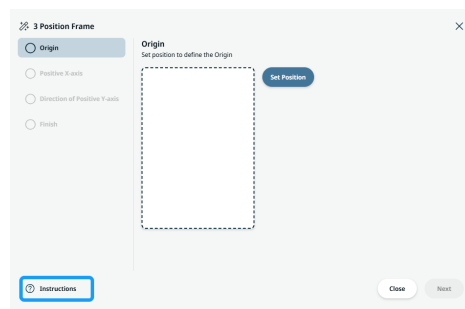 3 Position Frame
Origin
Positive X-axis
Direction of Positive Y-axis
Finish
Origin
Set position to define the Origin
Set Position
Instructions
Close
Next